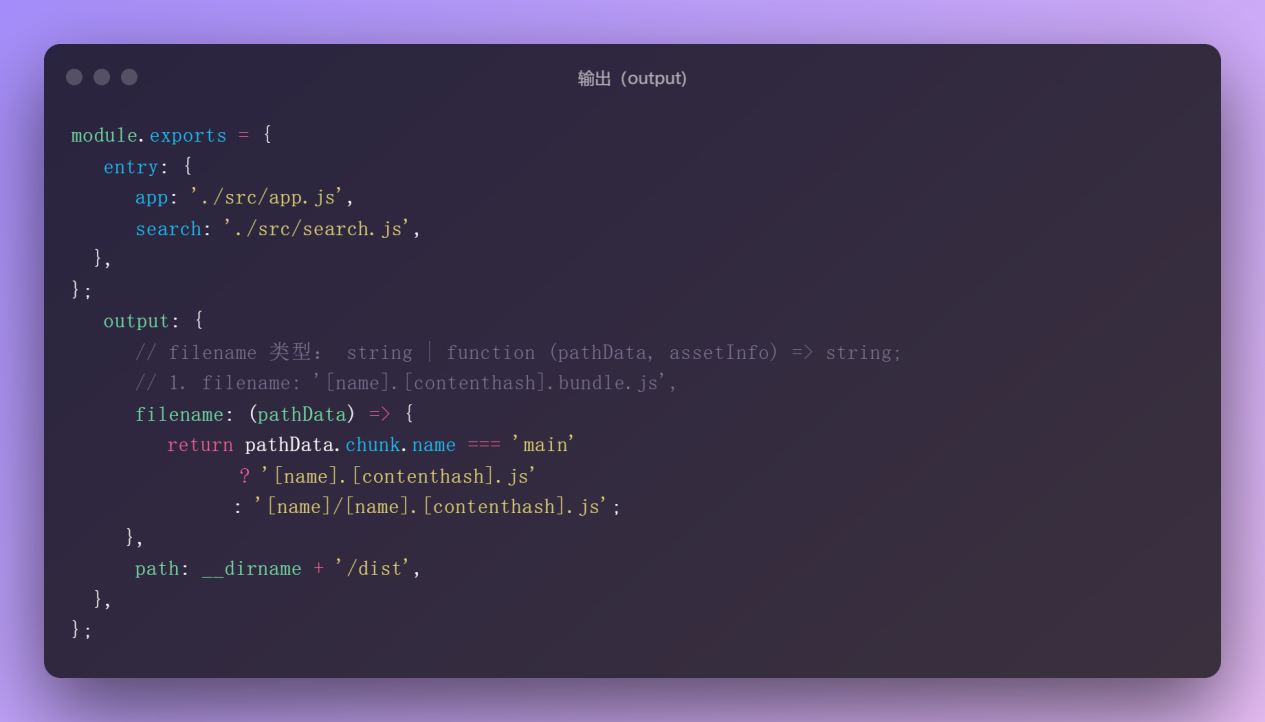 输出（output）
module.exports = {
   entry: {
      app: './src/app.js',
      search: './src/search.js',
  },
};
   output: {
      // filename 类型： string | function (pathData, assetInfo) => string;
      // 1. filename: '[name].[contenthash].bundle.js',
      filename: (pathData) => {
         return pathData.chunk.name === 'main'
                ? '[name].[contenthash].js'
                : '[name]/[name].[contenthash].js';
     },
      path: __dirname + '/dist',
  },
};